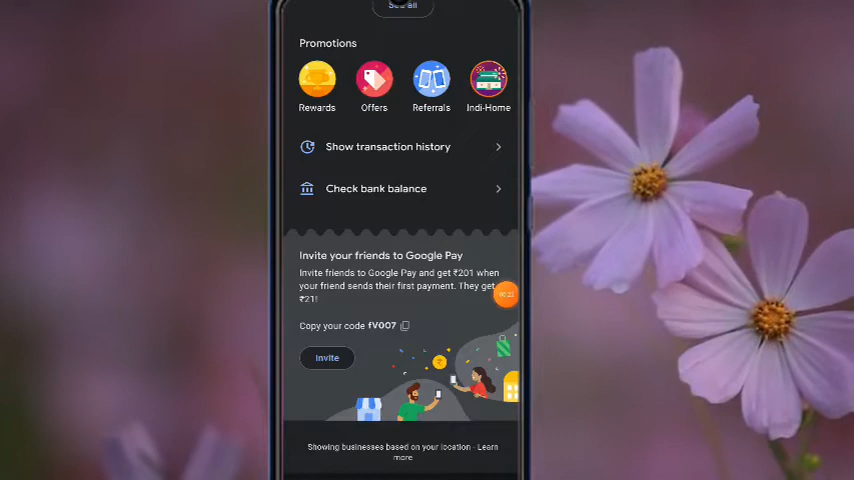 See all
Promotions
Rewards Offers Referrals Indi-Home
Show transaction history
Check bank balance
Invite your friends to Google Pay
Invite friends to Google Pay and get ₹201 when
your friend sends their first payment. They get
₹21!
Copy your code fV007
Invite
Showing businesses based on your location - Learn
more